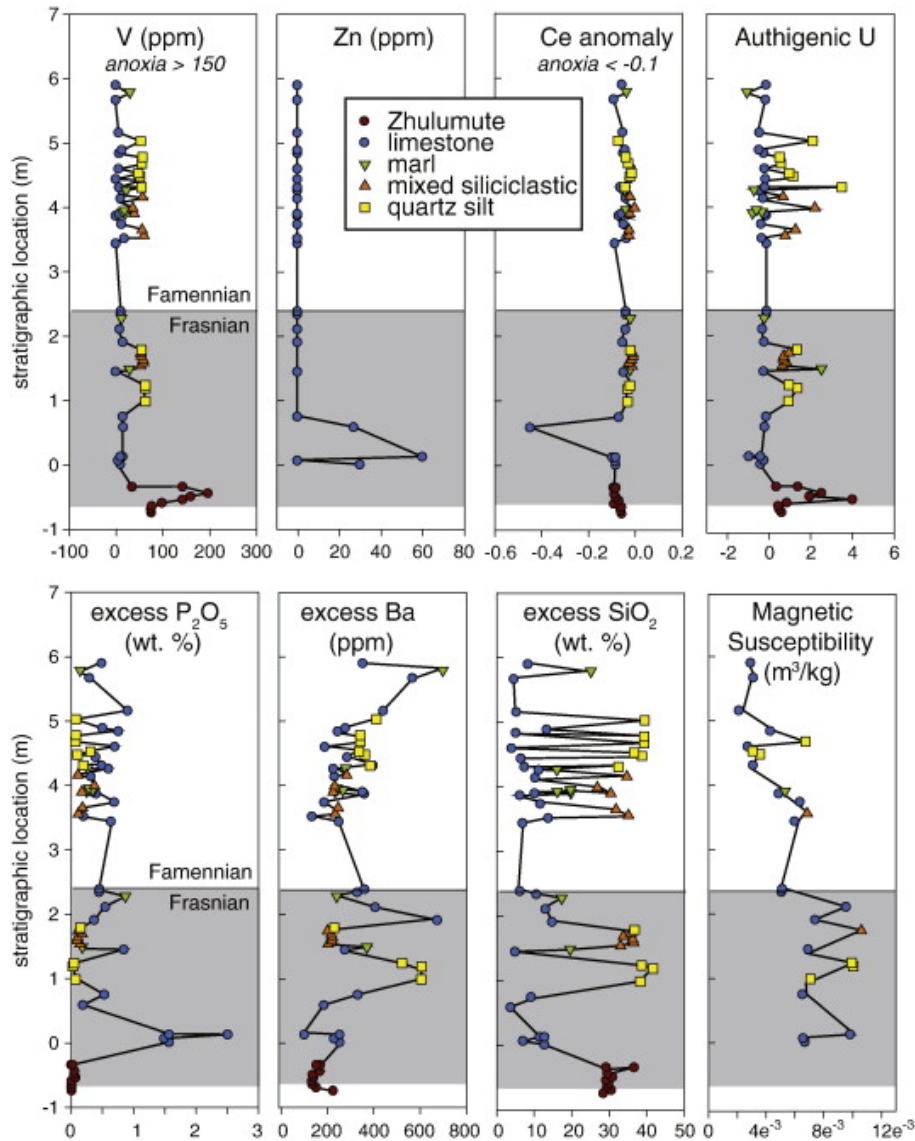 V (ppm)
anoxia > 150
Zn (ppm)
Ce anomaly
anoxia < -0.1
Authigenic U
Zhulumute
limestone
marl
mixed siliciclastic
quartz silt
stratigraphic location (m)
7
6
5
4
3
2
1
0
-1
Famennian
Frasnian
-100 0 100 200 300
0 20 40 60 80
-0.6 -0.4 -0.2 0.0 0.2
-2 0 2 4 6
excess P₂O₅
(wt. %)
excess Ba
(ppm)
excess SiO₂
(wt. %)
Magnetic
Susceptibility
(m³/kg)
stratigraphic location (m)
7
6
5
4
3
2
1
0
-1
Famennian
Frasnian
0 1 2 3
0 200 400 600 800
0 10 20 30 40 50
0 4e⁻³ 8e⁻³ 12e⁻³